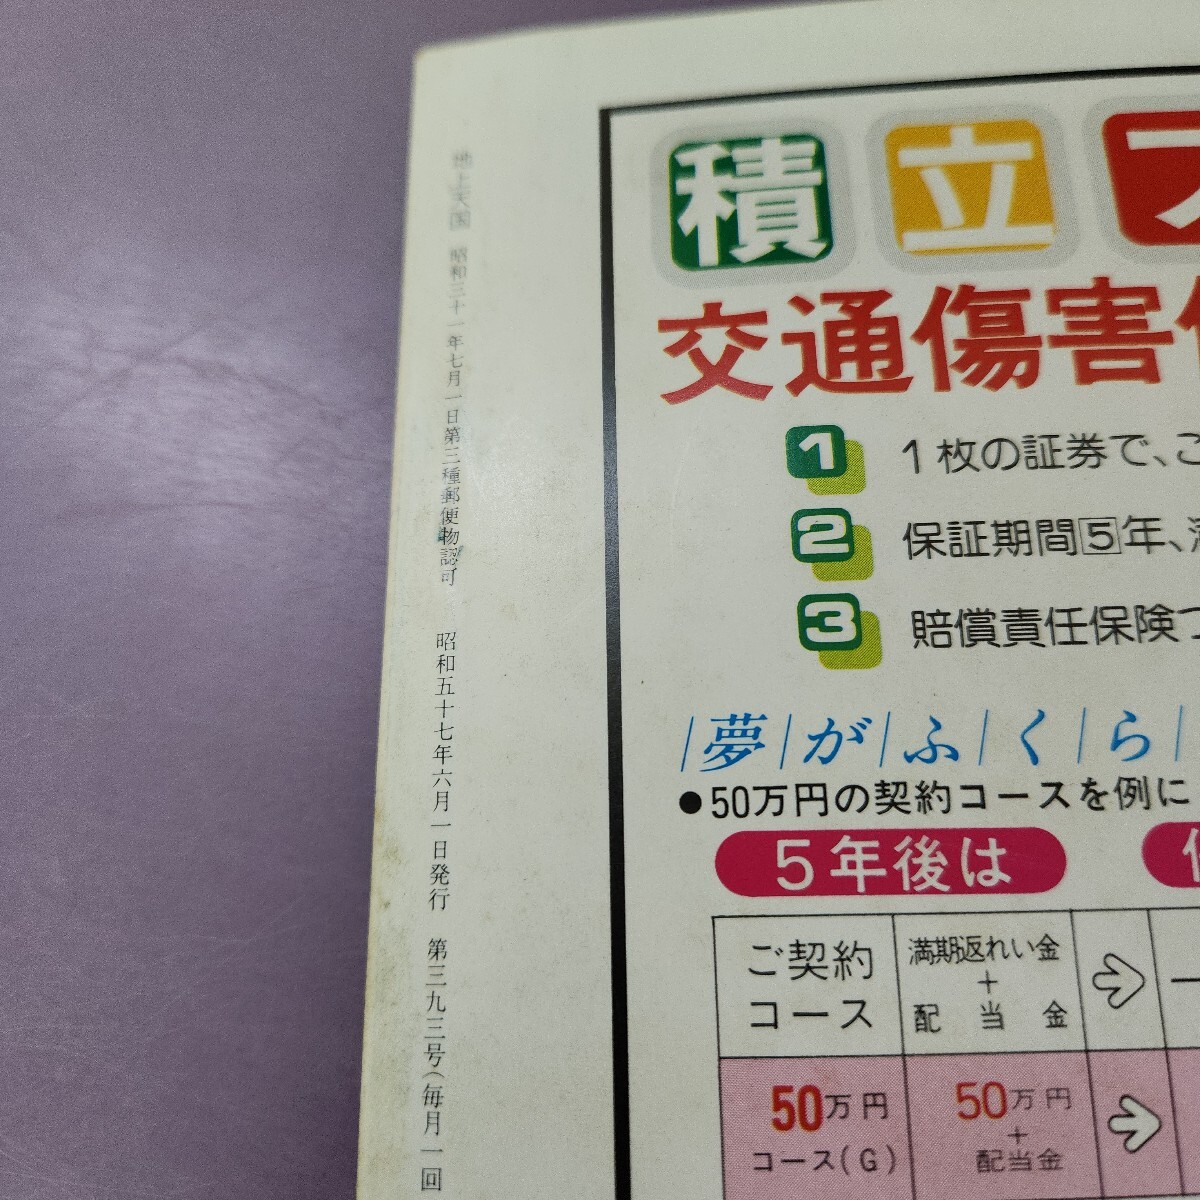 地上天国 昭和三十一年七月一日第三種郵便物認可 昭和五十七年六月一日発行 第三九三号(毎月一回
積立
交通傷害
1 1枚の証券で、ご
2 保証期間5年、満
3 賠償責任保険つ
夢がふくら
●50万円の契約コースを例に
5年後は
ご契約
コース
満期返れい金
+
配当金
50万円
コース(G)
50万円
+
配当金